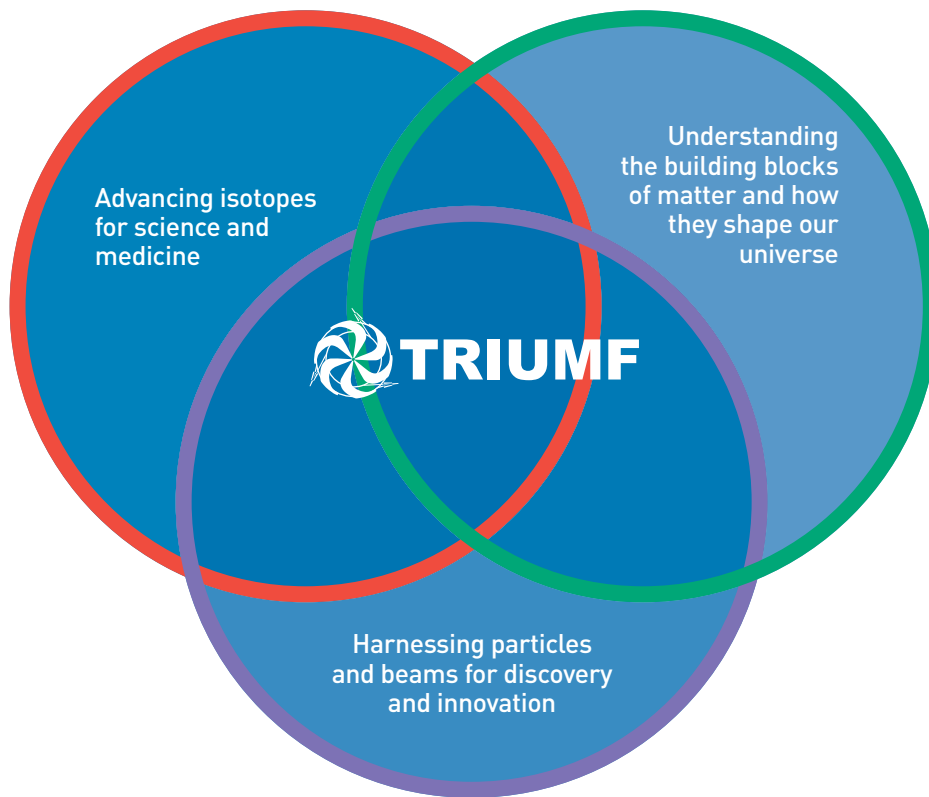 Understanding
the building blocks
of matter and how
they shape our
universe
Advancing isotopes
for science and
medicine
TRIUMF
Harnessing particles
and beams for discovery
and innovation